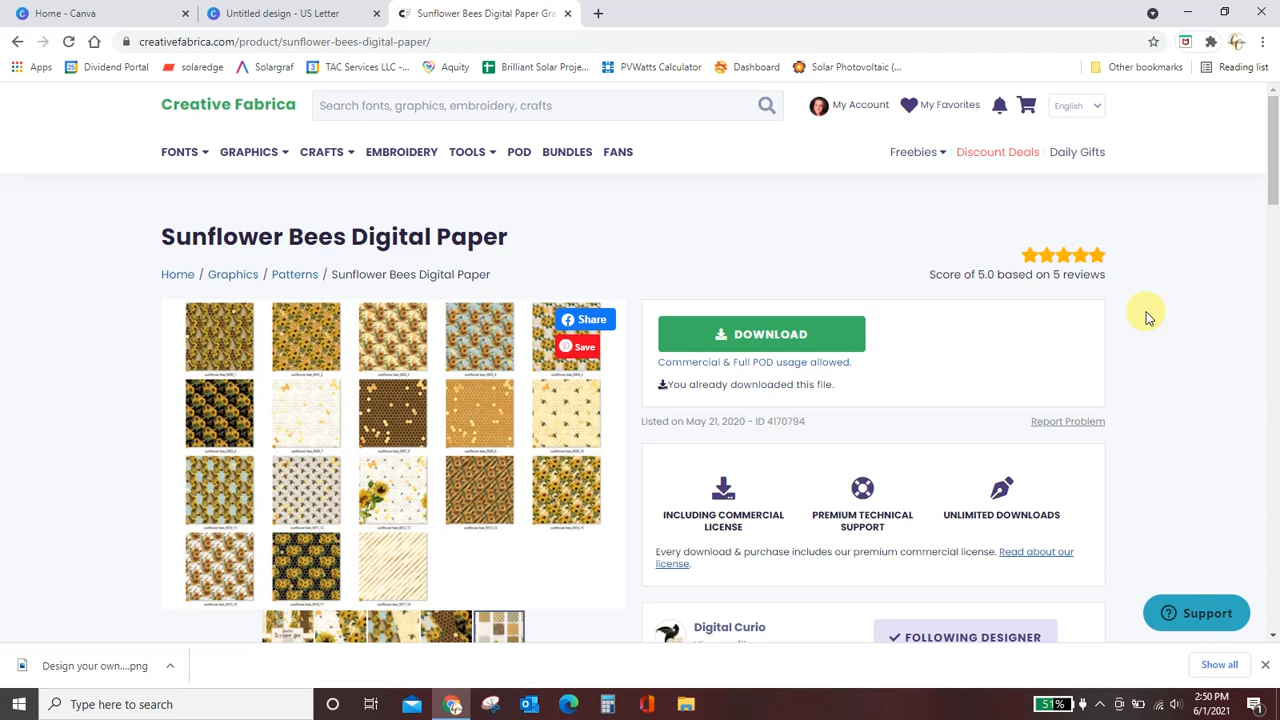 Home - Canva
Untitled design - US Letter
Sunflower Bees Digital Paper Gra
creativefabrica.com/product/sunflower-bees-digital-paper/
Apps
Dividend Portal
solaredge
Solargraf
TAC Services LLC -...
Aquity
Brilliant Solar Proje...
PVWatts Calculator
Dashboard
Solar Photovoltaic (...
Other bookmarks
Reading list
Creative Fabrica
Search fonts, graphics, embroidery, crafts
My Account
My Favorites
English
FONTS GRAPHICS CRAFTS EMBROIDERY TOOLS POD BUNDLES FANS
Freebies Discount Deals Daily Gifts
Sunflower Bees Digital Paper
Home / Graphics / Patterns / Sunflower Bees Digital Paper
Score of 5.0 based on 5 reviews
Share
Save
DOWNLOAD
Commercial & Full POD usage allowed.
You already downloaded this file.
Listed on May 21, 2020 - ID 4170794
Report Problem
INCLUDING COMMERCIAL
LICENSE
PREMIUM TECHNICAL
SUPPORT
UNLIMITED DOWNLOADS
Every download & purchase includes our premium commercial license. Read about our
license.
Digital Curio
FOLLOWING DESIGNER
Support
Design your own....png
Show all
Type here to search
51%
2:50 PM
6/1/2021